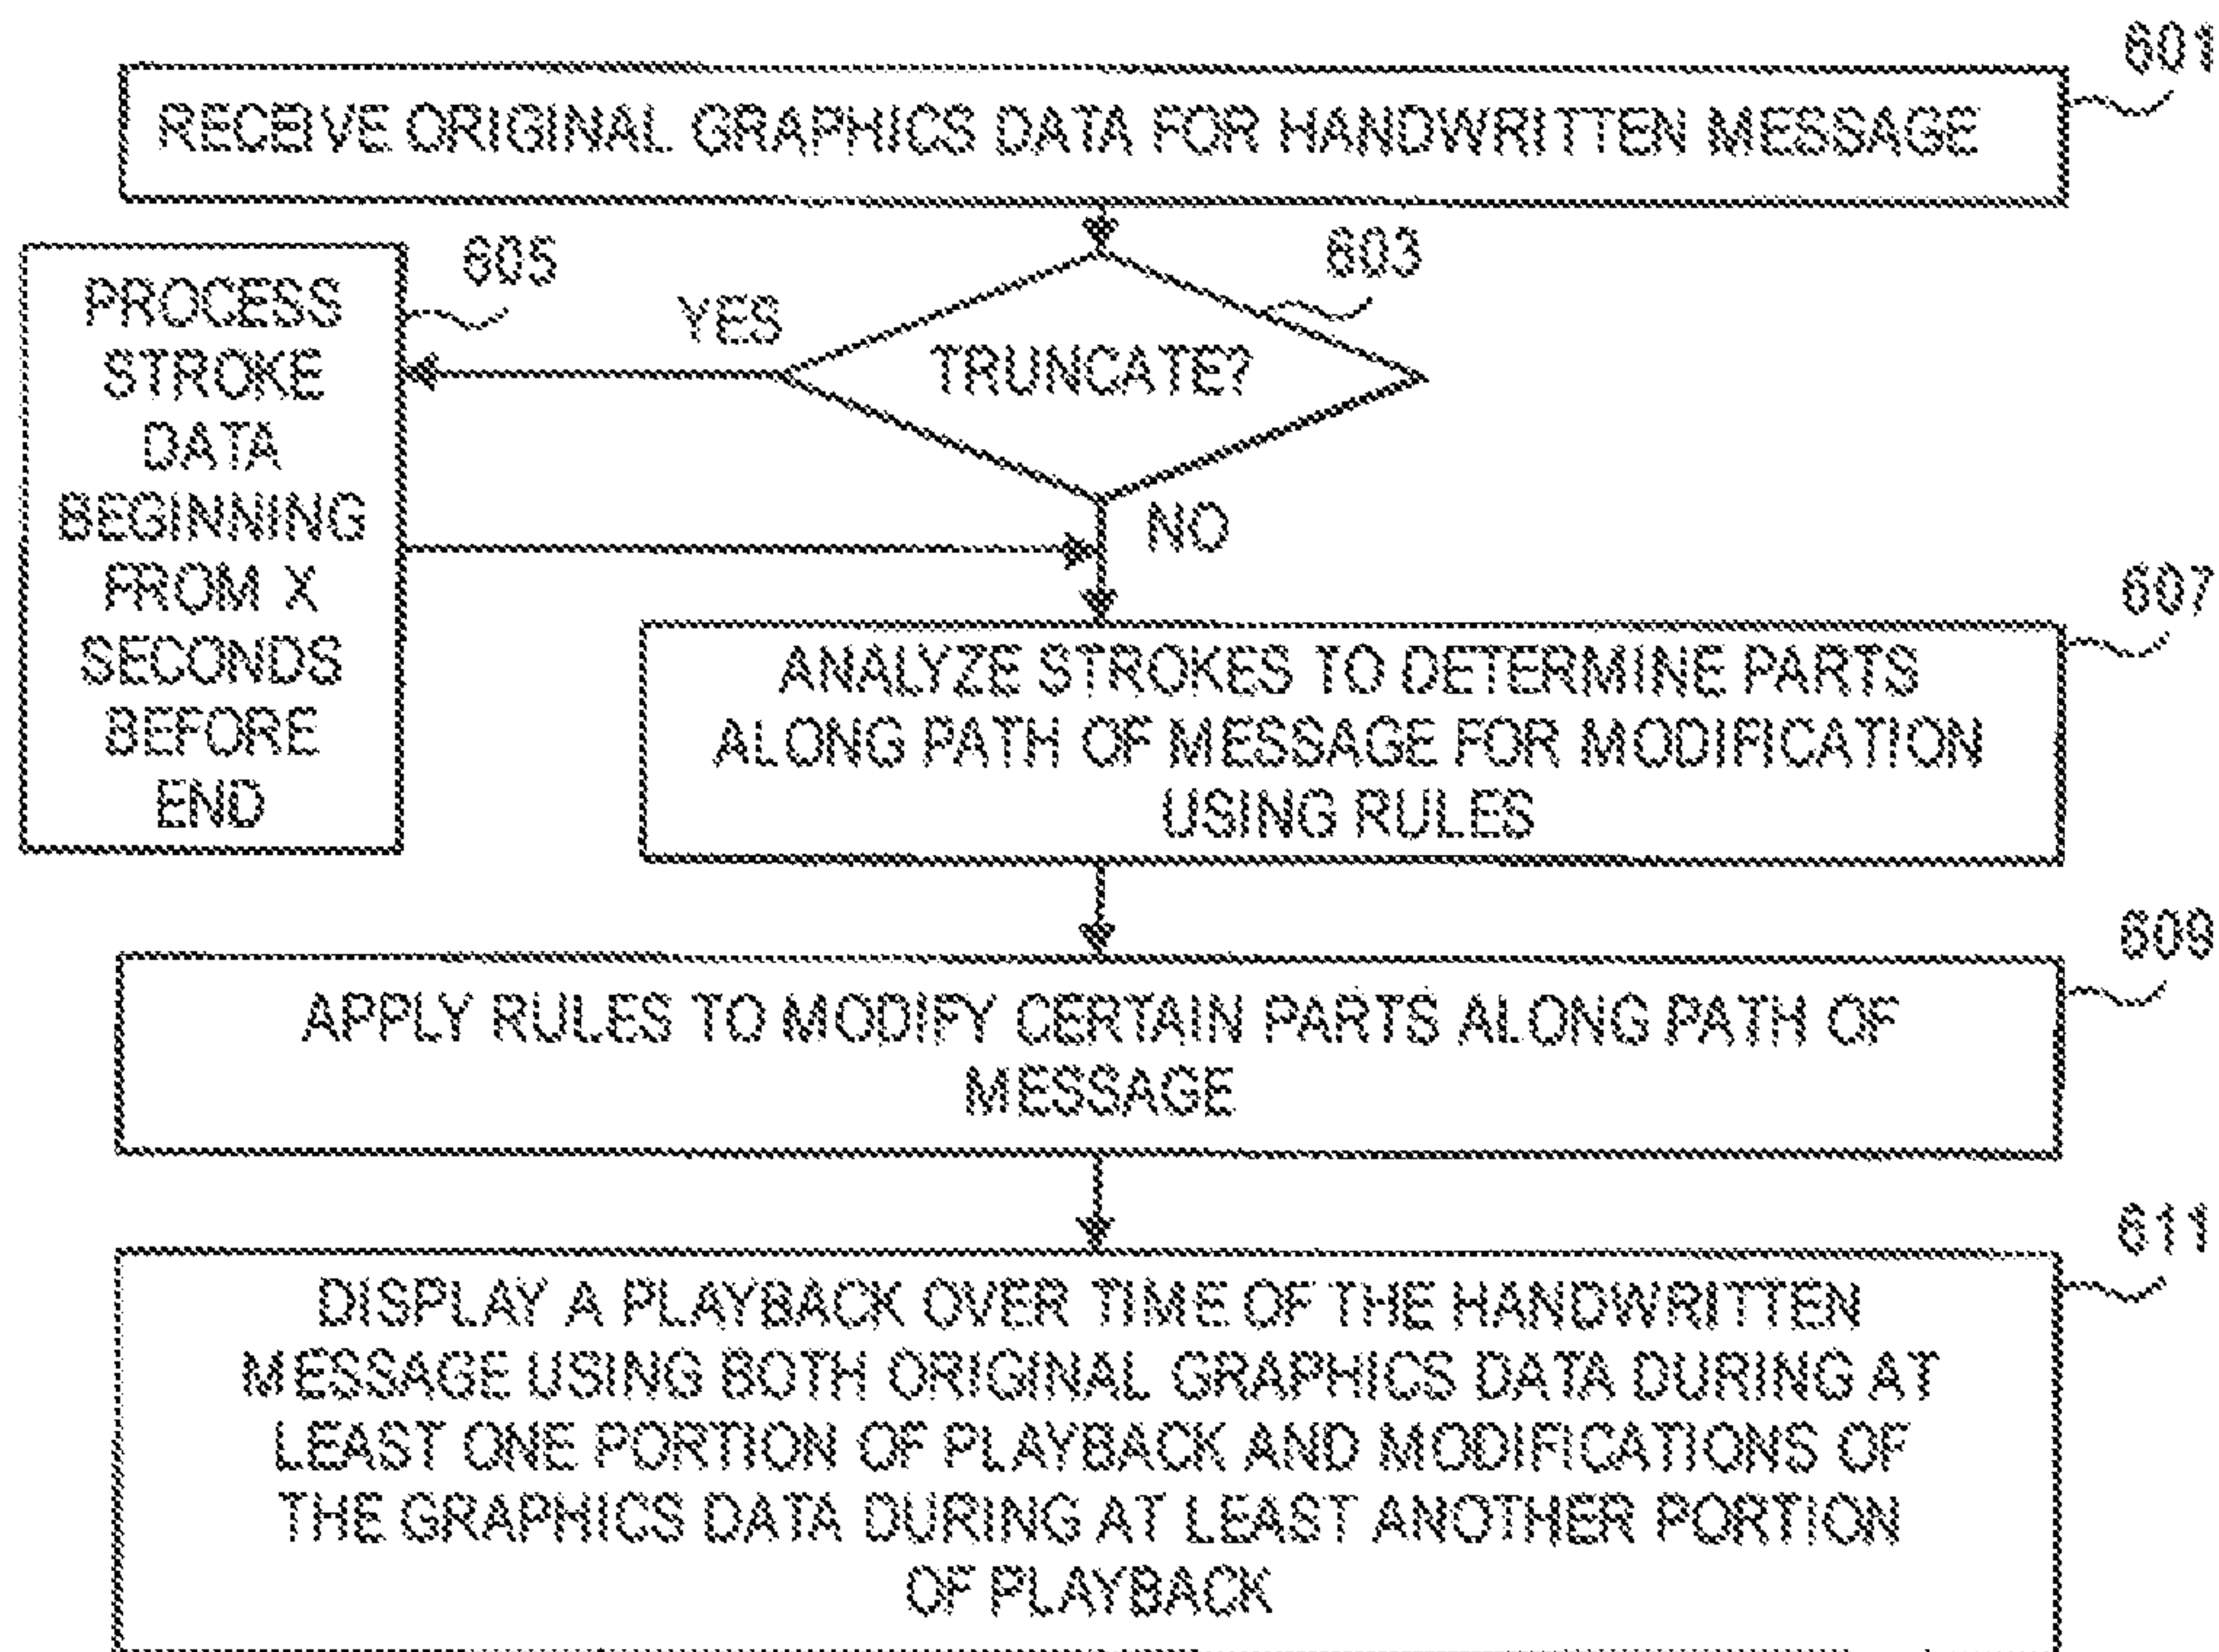 601
RECEIVE ORIGINAL GRAPHICS DATA FOR HANDWRITTEN MESSAGE
605
603
YES
TRUNCATE?
NO
PROCESS
STROKE
DATA
BEGINNING
FROM X
SECONDS
BEFORE
END
607
ANALYZE STROKES TO DETERMINE PARTS
ALONG PATH OF MESSAGE FOR MODIFICATION
USING RULES
609
APPLY RULES TO MODIFY CERTAIN PARTS ALONG PATH OF
MESSAGE
611
DISPLAY A PLAYBACK OVER TIME OF THE HANDWRITTEN
MESSAGE USING BOTH ORIGINAL GRAPHICS DATA DURING AT
LEAST ONE PORTION OF PLAYBACK AND MODIFICATIONS OF
THE GRAPHICS DATA DURING AT LEAST ANOTHER PORTION
OF PLAYBACK